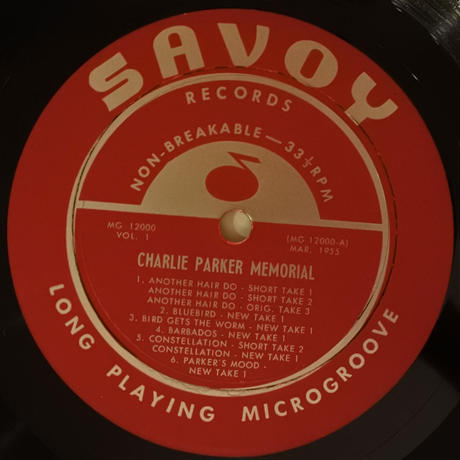 SAVOY
RECORDS
NON-BREAKABLE—33⅓RPM
MG 12000
VOL. 1
(MG 12000-A)
MAR. 1955
CHARLIE PARKER MEMORIAL
1. ANOTHER HAIR DO - SHORT TAKE 1
ANOTHER HAIR DO - SHORT TAKE 2
ANOTHER HAIR DO - ORIG. TAKE 3
2. BLUEBIRD - NEW TAKE 1
3. BIRD GETS THE WORM - NEW TAKE 1
4. BARBADOS - NEW TAKE 1
5. CONSTELLATION - SHORT TAKE 2
CONSTELLATION - NEW TAKE 1
6. PARKER'S MOOD -
NEW TAKE 1
LONG PLAYING MICROGROOVE